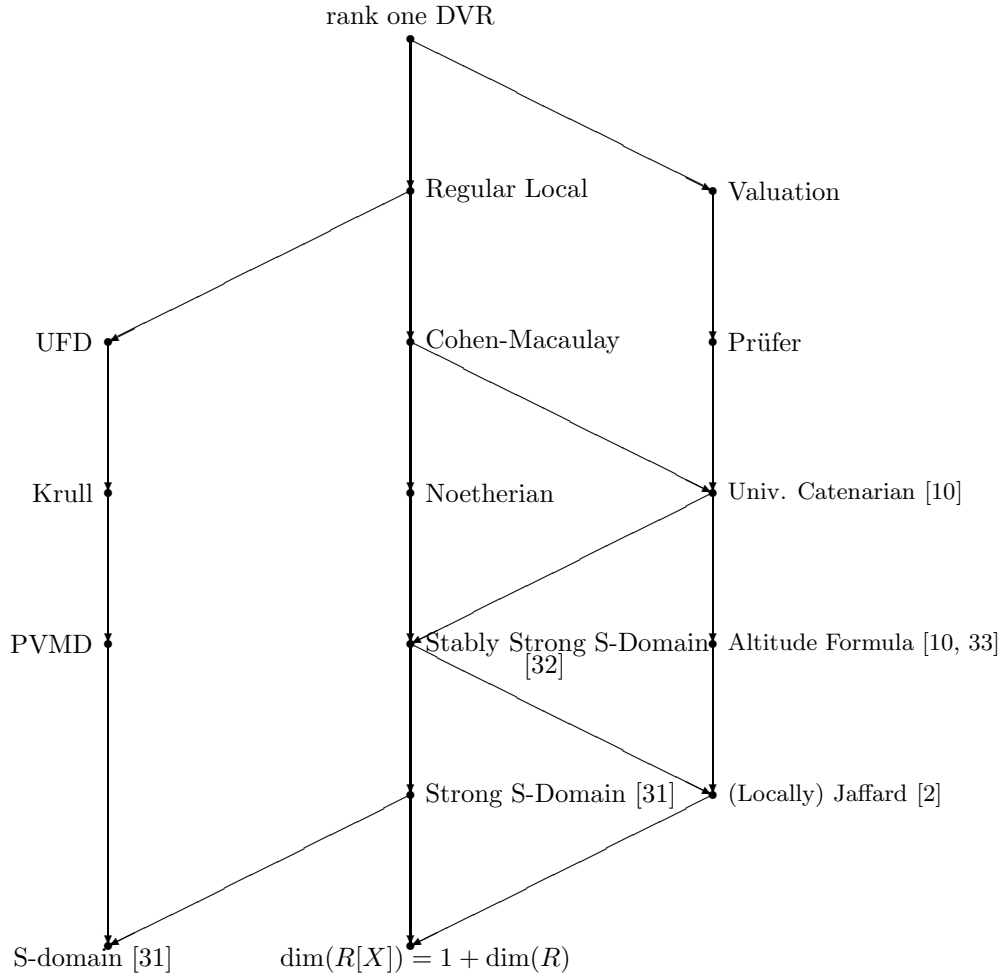 rank one DVR
Regular Local
Valuation
UFD
Cohen-Macaulay
Prüfer
Krull
Noetherian
Univ. Catenarian [10]
PVMD
Stably Strong S-Domain
[32]
Altitude Formula [10, 33]
Strong S-Domain [31]
(Locally) Jaffard [2]
S-domain [31]
dim(R[X]) = 1 + dim(R)